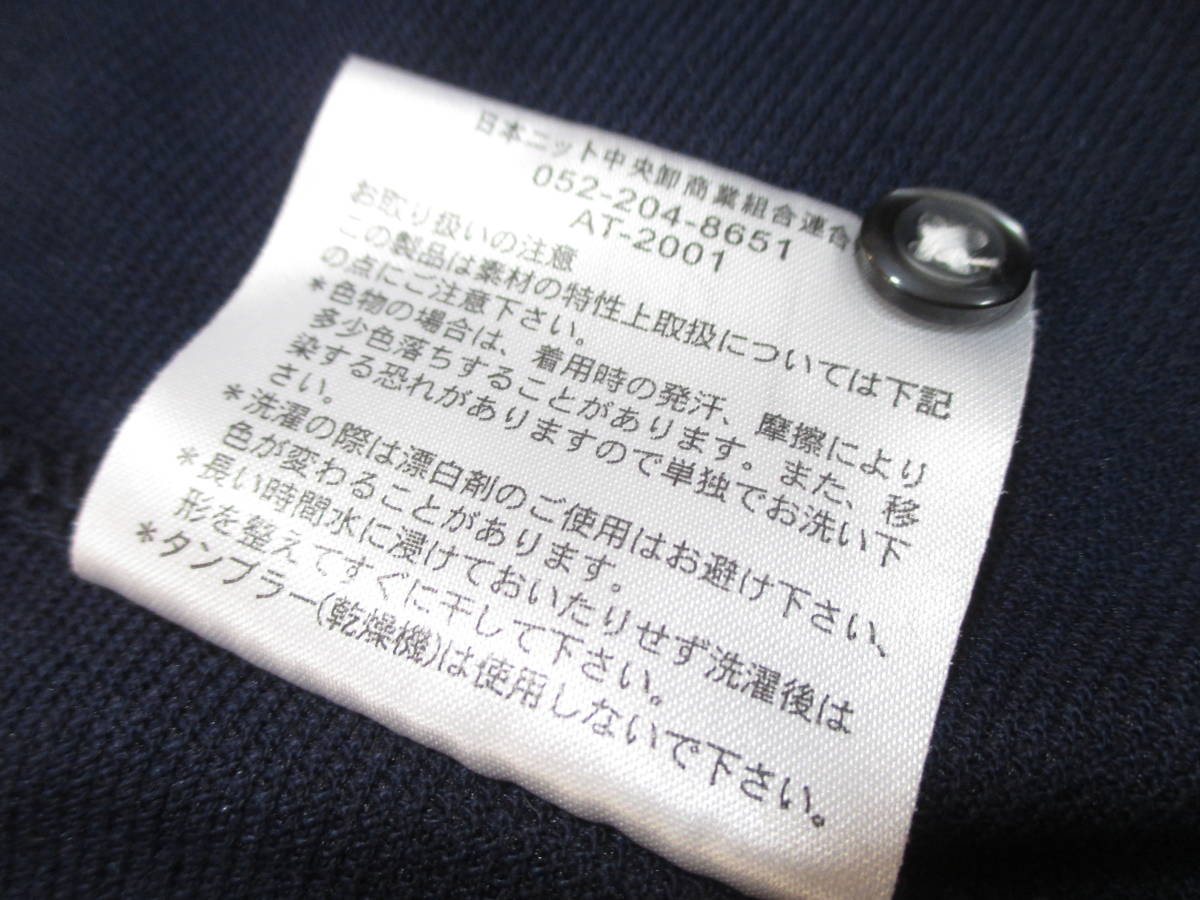 日本ニット中央卸商業組合連合
052-204-8651
AT-2001
お取り扱いの注意
この製品は素材の特性上取扱については下記
の点にご注意下さい。
*色物の場合は、着用時の発汗、摩擦により
多少色落ちすることがあります。また、移
染する恐れがありますので単独でお洗い下
さい。
*洗濯の際は漂白剤のご使用はお避け下さい、
色が変わることがあります。
*長い時間水に浸けておいたりせず洗濯後は
形を整えてすぐに干して下さい。
*タンブラー(乾燥機)は使用しないで下さい。